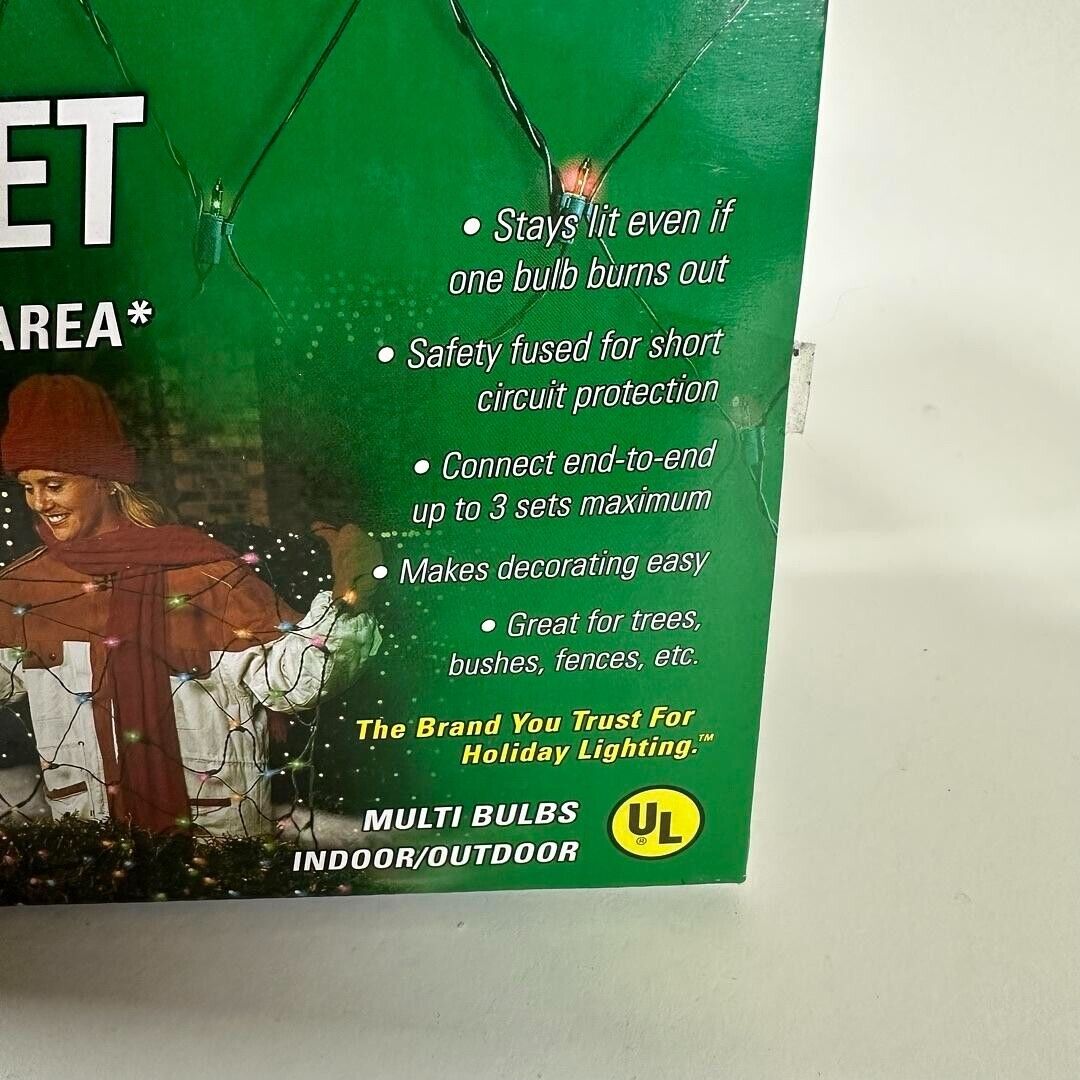 ET
AREA*
• Stays lit even if
one bulb burns out
• Safety fused for short
circuit protection
• Connect end-to-end
up to 3 sets maximum
• Makes decorating easy
• Great for trees,
bushes, fences, etc.
The Brand You Trust For
Holiday Lighting.™
MULTI BULBS
INDOOR/OUTDOOR
UL®